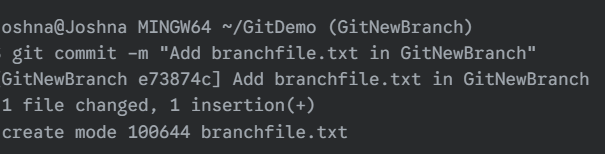 oshna@Joshna MINGW64 ~/GitDemo (GitNewBranch)
$ git commit -m "Add branchfile.txt in GitNewBranch"
GitNewBranch e73874c] Add branchfile.txt in GitNewBranch
1 file changed, 1 insertion(+)
create mode 100644 branchfile.txt